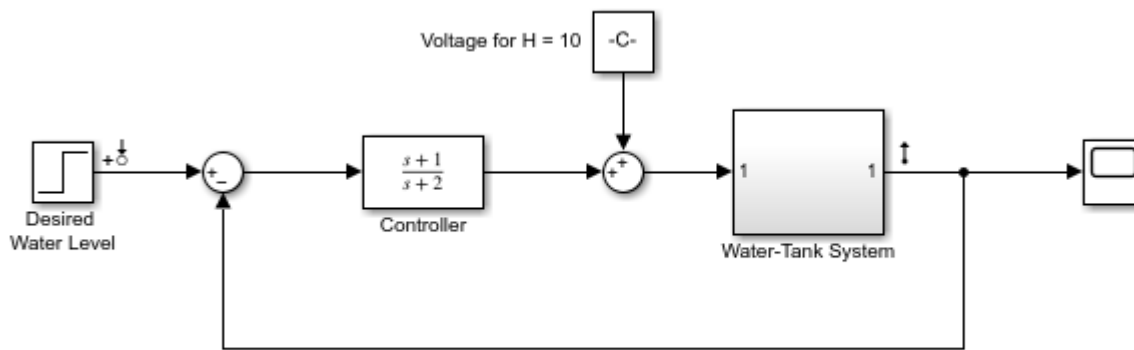 Voltage for H = 10
-C-
+
+
-
s + 1
s + 2
+
+
1
1
Desired
Water Level
Controller
Water-Tank System